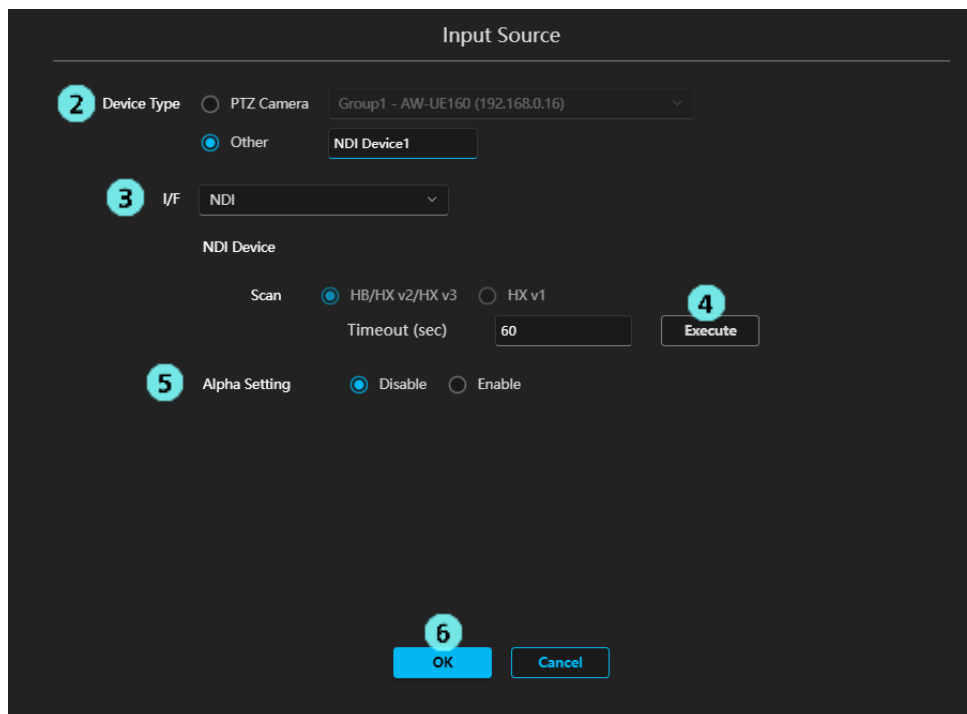 Input Source
2 Device Type PTZ Camera Group1 - AW-UE160 (192.168.0.16)
Other NDI Device1
3 I/F NDI
NDI Device
Scan HB/HX v2/HX v3 HX v1 4
Timeout (sec) 60 Execute
5 Alpha Setting Disable Enable
6
OK Cancel